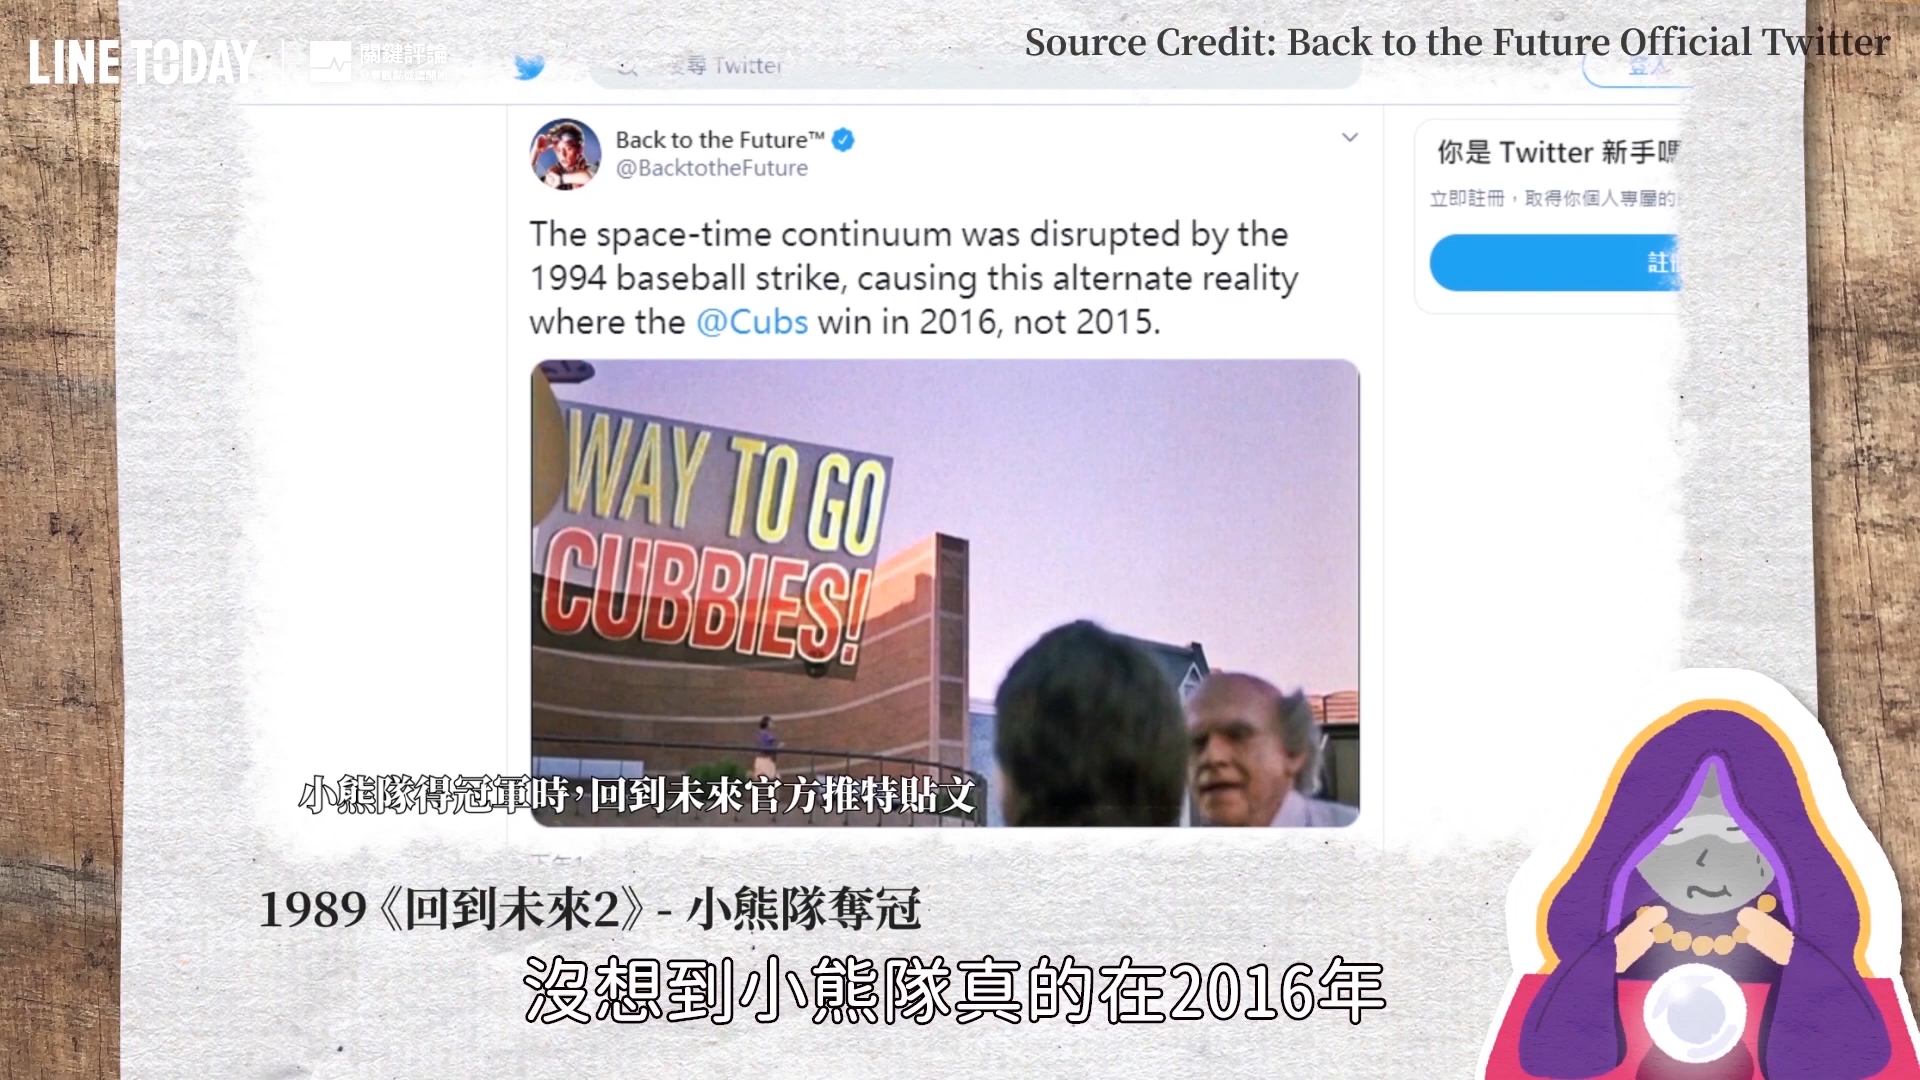 LINE TODAY
關鍵評論
Source Credit: Back to the Future Official Twitter
搜尋 Twitter
登入
Back to the Future™
@BacktotheFuture
The space-time continuum was disrupted by the
1994 baseball strike, causing this alternate reality
where the @Cubs win in 2016, not 2015.
你是 Twitter 新手嗎
立即註冊，取得你個人專屬的
註冊
WAY TO GO
CUBBIES!
小熊隊得冠軍時，回到未來官方推特貼文
1989《回到未來2》- 小熊隊奪冠
沒想到小熊隊真的在2016年